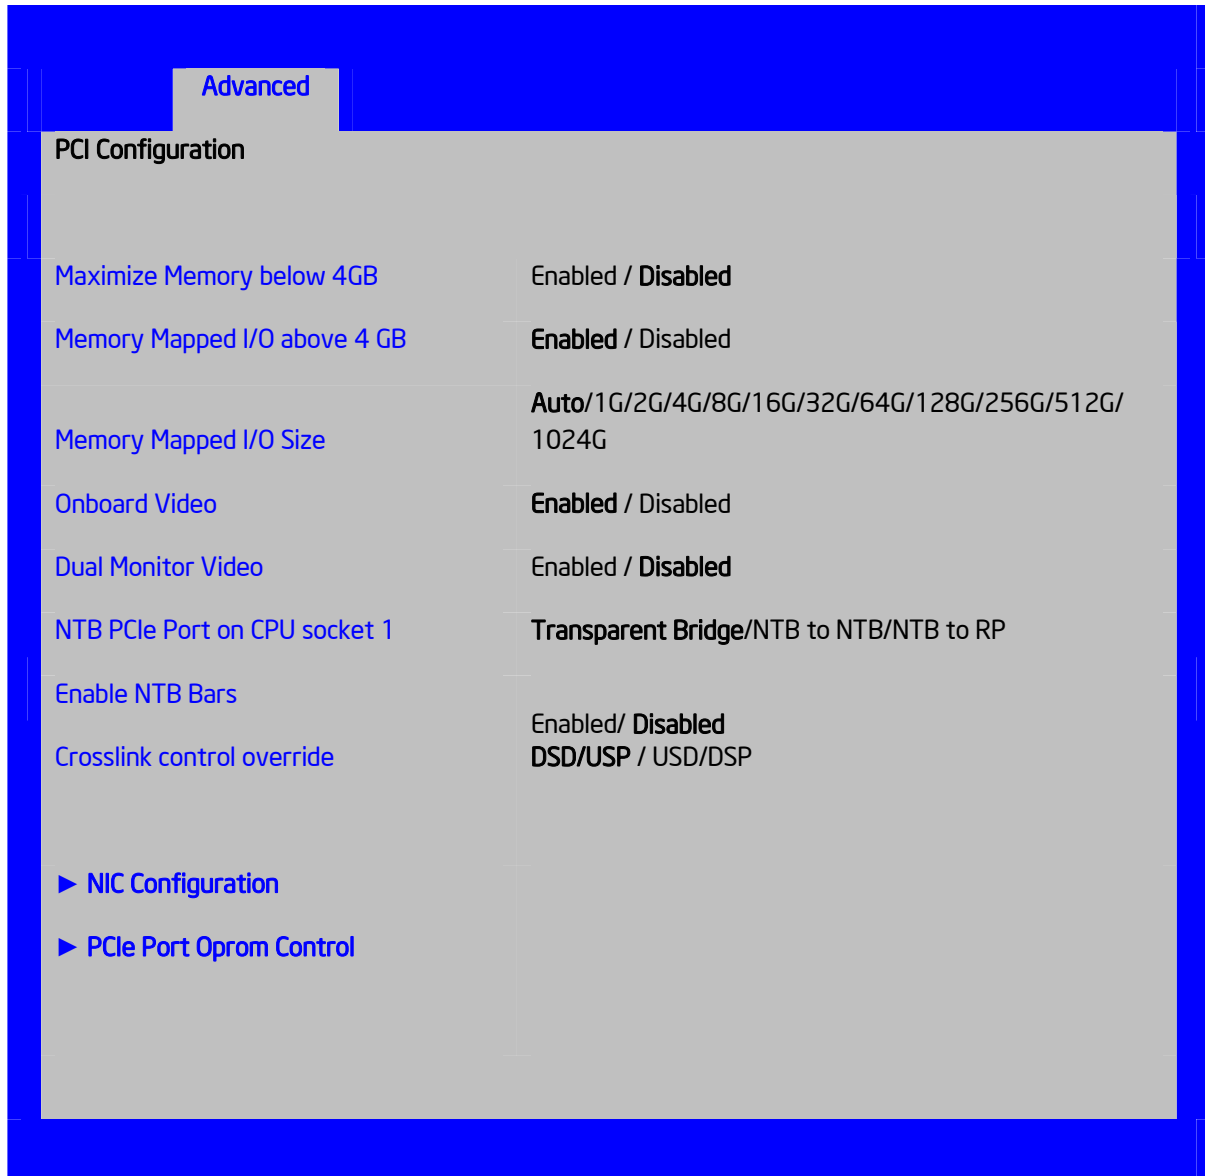 Advanced
PCI Configuration
Maximize Memory below 4GB Enabled / Disabled
Memory Mapped I/O above 4 GB Enabled / Disabled
Memory Mapped I/O Size Auto/1G/2G/4G/8G/16G/32G/64G/128G/256G/512G/
1024G
Onboard Video Enabled / Disabled
Dual Monitor Video Enabled / Disabled
NTB PCIe Port on CPU socket 1 Transparent Bridge/NTB to NTB/NTB to RP
Enable NTB Bars Enabled/ Disabled
Crosslink control override DSD/USP / USD/DSP
► NIC Configuration
► PCIe Port Oprom Control